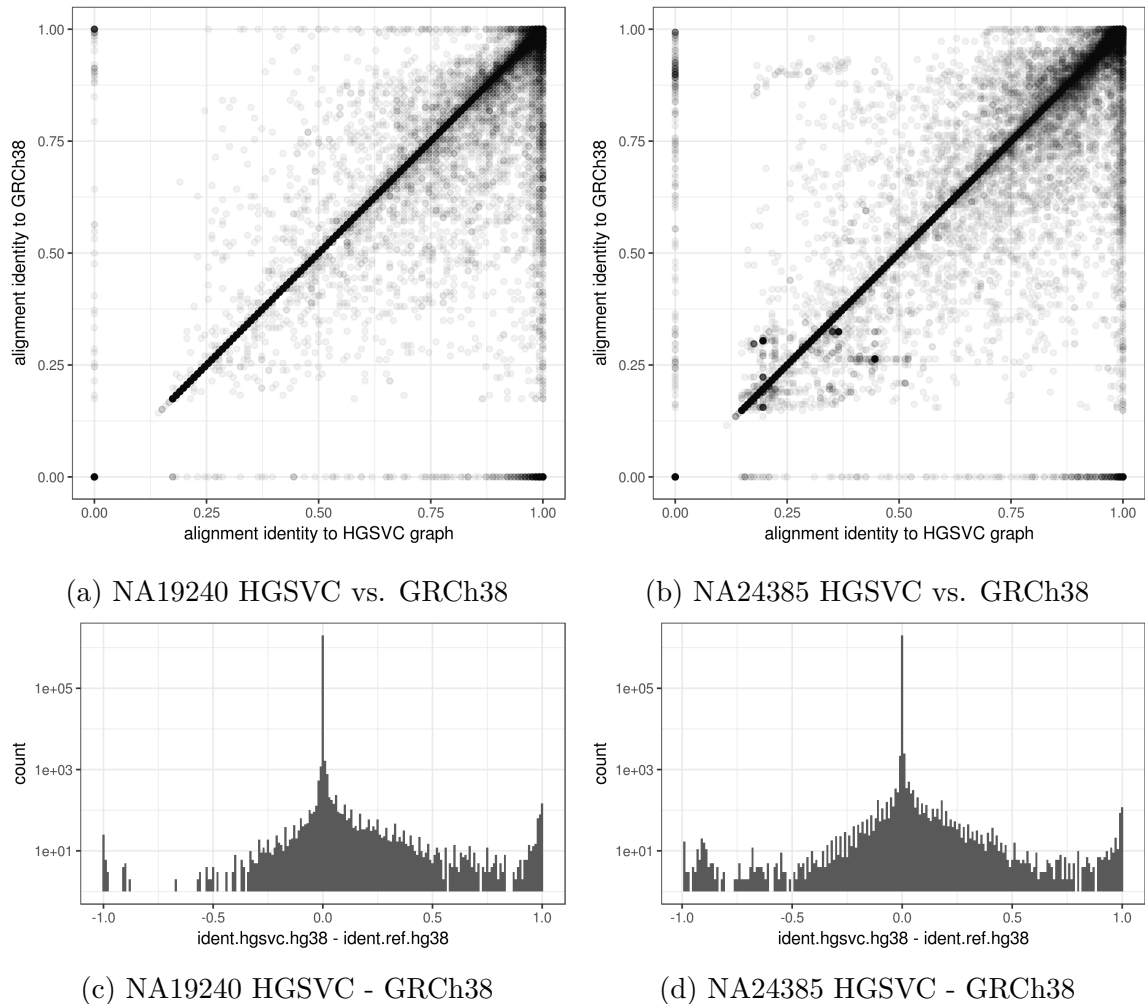 1.00
0.75
0.50
0.25
0.00
alignment identity to GRCh38
0.00 0.25 0.50 0.75 1.00
alignment identity to HGSVC graph
(a) NA19240 HGSVC vs. GRCh38
1.00
0.75
0.50
0.25
0.00
alignment identity to GRCh38
0.00 0.25 0.50 0.75 1.00
alignment identity to HGSVC graph
(b) NA24385 HGSVC vs. GRCh38
1e+05
1e+03
1e+01
count
-1.0 -0.5 0.0 0.5 1.0
ident.hgsvc.hg38 - ident.ref.hg38
(c) NA19240 HGSVC - GRCh38
1e+05
1e+03
1e+01
count
-1.0 -0.5 0.0 0.5 1.0
ident.hgsvc.hg38 - ident.ref.hg38
(d) NA24385 HGSVC - GRCh38